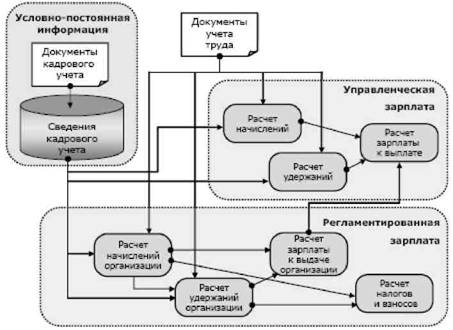 Условно-постоянная
информация
Документы
кадрового
учета
Сведения
кадрового
учета
Документы
учета
труда
Управленческая
зарплата
Расчет
начислений
Расчет
удержаний
Расчет
зарплаты
к выплате
Регламентированная
зарплата
Расчет
начислений
организации
Расчет
удержаний
организации
Расчет
зарплаты
к выдаче
организации
Расчет
налогов
и взносов